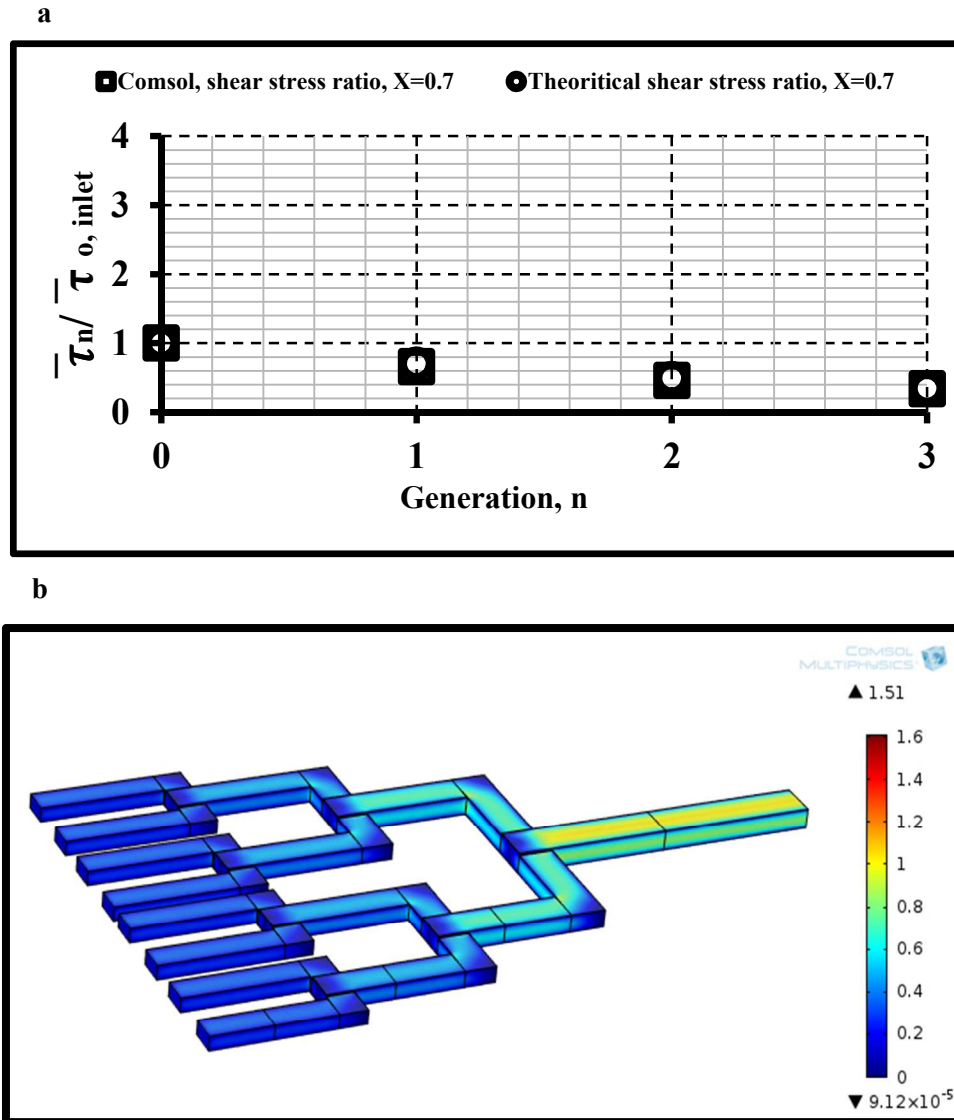 a
Comsol, shear stress ratio, X=0.7
Theoritical shear stress ratio, X=0.7
4
3
2
1
0
τ̅n/ τ̅ o, inlet
0 1 2 3
Generation, n
b
COMSOL
MULTIPHYSICS
▲ 1.51
1.6
1.4
1.2
1
0.8
0.6
0.4
0.2
0
▼ 9.12×10⁻⁵